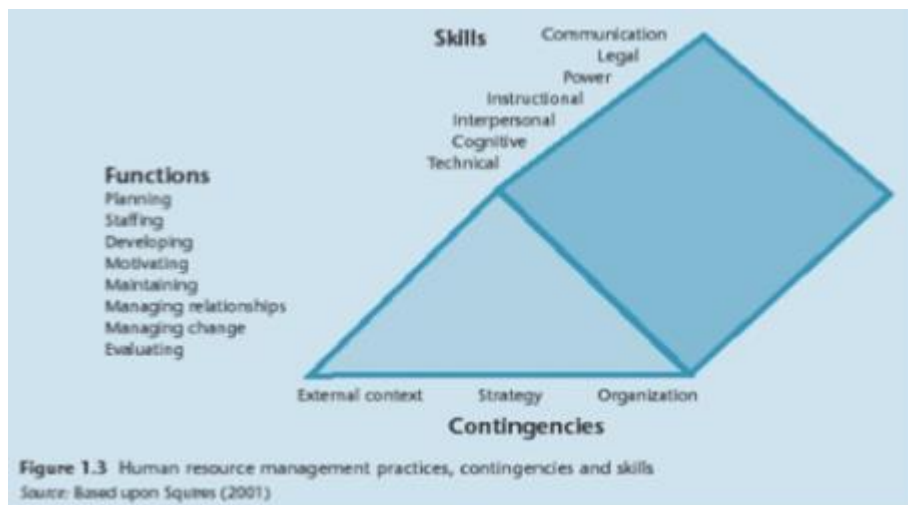 Skills
Communication
Legal
Power
Instructional
Interpersonal
Cognitive
Technical
Functions
Planning
Staffing
Developing
Motivating
Maintaining
Managing relationships
Managing change
Evaluating
External context Strategy Organization
Contingencies
Figure 1.3 Human resource management practices, contingencies and skills
Source: Based upon Squires (2001)